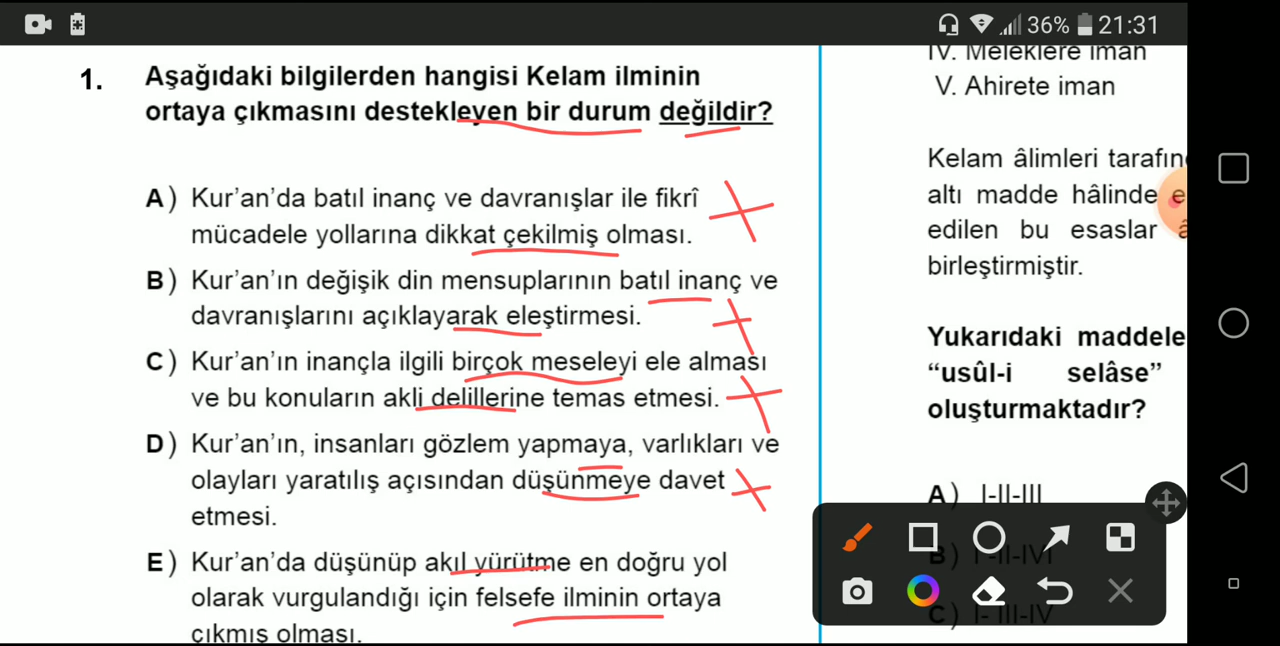 36% 21:31
1. Aşağıdaki bilgilerden hangisi Kelam ilminin
ortaya çıkmasını destekleyen bir durum değildir?
A) Kur’an’da batıl inanç ve davranışlar ile fikrî
mücadele yollarına dikkat çekilmiş olması.
B) Kur’an’ın değişik din mensuplarının batıl inanç ve
davranışlarını açıklayarak eleştirmesi.
C) Kur’an’ın inançla ilgili birçok meseleyi ele alması
ve bu konuların akli delillerine temas etmesi.
D) Kur’an’ın, insanları gözlem yapmaya, varlıkları ve
olayları yaratılış açısından düşünmeye davet
etmesi.
E) Kur’an’da düşünüp akıl yürütme en doğru yol
olarak vurgulandığı için felsefe ilminin ortaya
çıkmış olması.
IV. Meleklere iman
V. Ahirete iman
Kelam âlimleri
altı madde hâlinde
edilen bu esaslar
birleştirmiştir.
Yukarıdaki
“usûl-i selâse”
oluşturmaktadır?
A) I-II-III
B) I-II-IV
C) I-III-IV